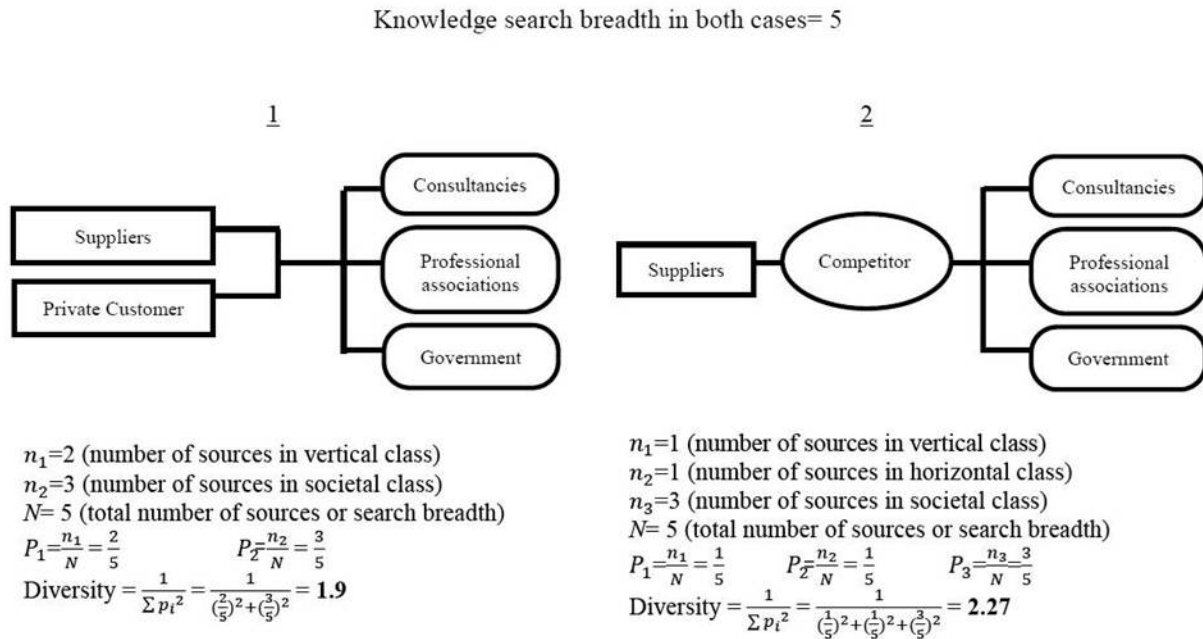 Knowledge search breadth in both cases= 5
1
Suppliers
Private Customer
Consultancies
Professional
associations
Government
n₁=2 (number of sources in vertical class)
n₂=3 (number of sources in societal class)
N= 5 (total number of sources or search breadth)
P₁=n₁/N=2/5 P₂=n₂/N=3/5
Diversity = 1/∑pᵢ² = 1/((2/5)²+(3/5)²) = 1.9
2
Suppliers
Competitor
Consultancies
Professional
associations
Government
n₁=1 (number of sources in vertical class)
n₂=1 (number of sources in horizontal class)
n₃=3 (number of sources in societal class)
N= 5 (total number of sources or search breadth)
P₁=n₁/N=1/5 P₂=n₂/N=1/5 P₃=n₃/N=3/5
Diversity = 1/∑pᵢ² = 1/((1/5)²+(1/5)²+(3/5)²) = 2.27